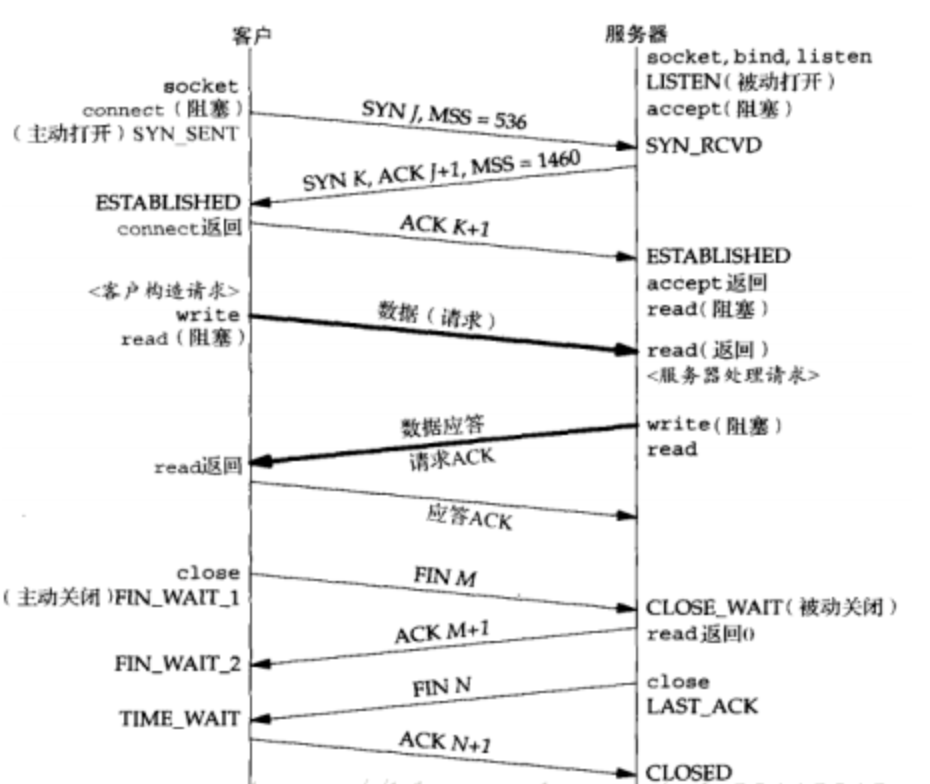 客户
服务器
socket, bind, listen
LISTEN(被动打开)
accept(阻塞)
socket
connect(阻塞)
(主动打开)SYN_SENT
SYN J, MSS = 536
SYN_RCVD
SYN K, ACK J+1, MSS = 1460
ESTABLISHED
connect返回
ACK K+1
ESTABLISHED
accept返回
read(阻塞)
<客户构造请求>
write
read(阻塞)
数据(请求)
read(返回)
<服务器处理请求>
write(阻塞)
read
数据应答
请求ACK
read返回
应答ACK
close
(主动关闭)FIN_WAIT_1
FIN M
CLOSE_WAIT(被动关闭)
read返回0
ACK M+1
FIN_WAIT_2
close
LAST_ACK
FIN N
TIME_WAIT
ACK N+1
CLOSED